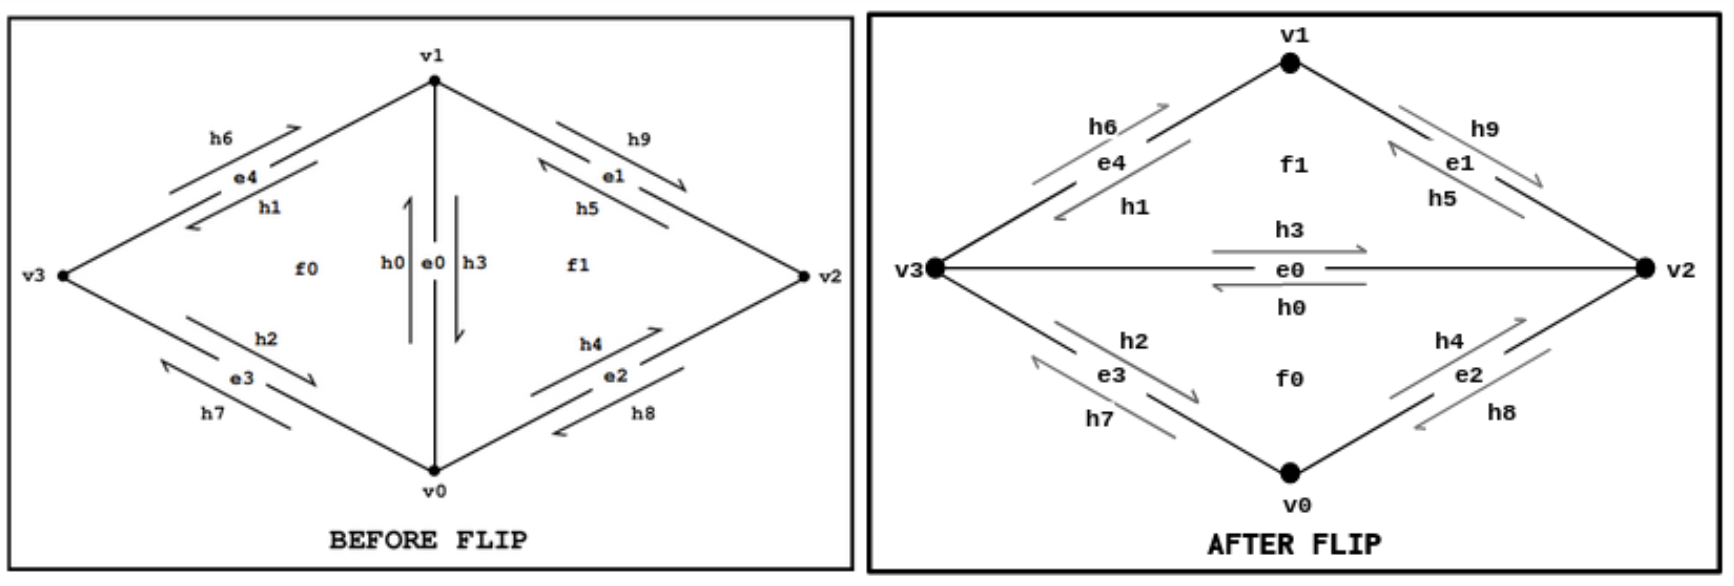 v1
h6
h9
e4
e1
h1
h5
v3
f0
h0 e0 h3
f1
v2
h2
h4
e3
e2
h7
h8
v0
BEFORE FLIP
v1
h6
h9
e4
f1
e1
h1
h5
h3
v3
e0
v2
h0
h2
h4
e3
f0
e2
h7
h8
v0
AFTER FLIP